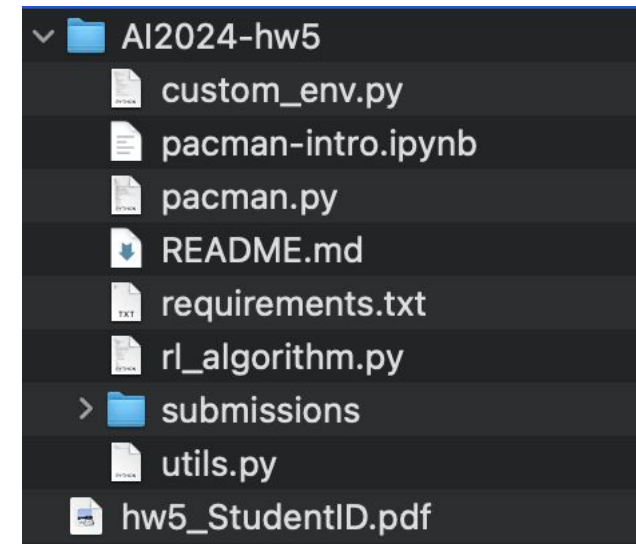 AI2024-hw5
custom_env.py
pacman-intro.ipynb
pacman.py
README.md
TXT
requirements.txt
rl_algorithm.py
submissions
utils.py
hw5_StudentID.pdf